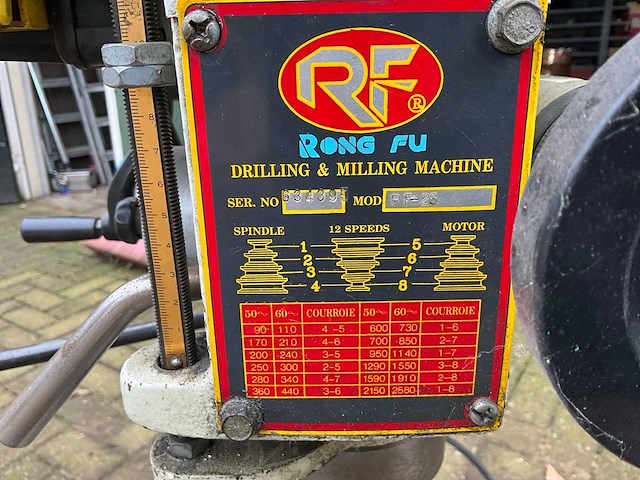 RF ®
RONG FU
DRILLING & MILLING MACHINE
SER. NO MOD RF-25
SPINDLE 12 SPEEDS MOTOR
1 5
2 6
3 7
4 8
50~ 60~ COURROIE 50~ 60~ COURROIE
90 110 4-5 600 730 1-6
170 210 4-6 700 850 2-7
200 240 3-5 950 1140 1-7
250 300 2-5 1290 1550 3-8
280 340 4-7 1590 1910 2-8
360 440 3-6 2150 2580 1-8